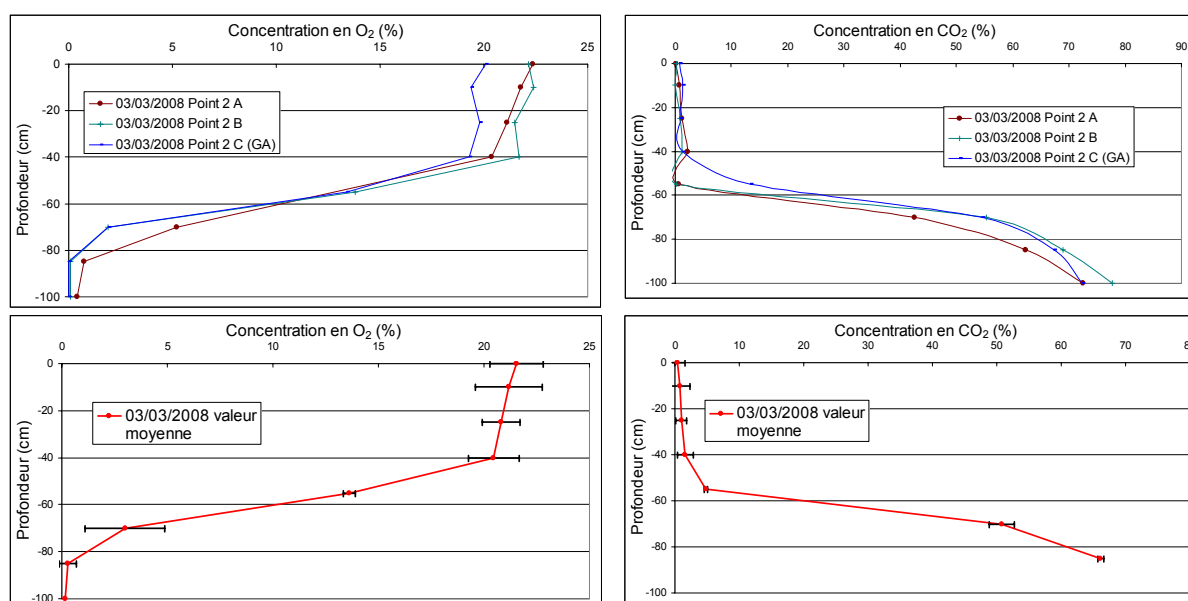 Concentration en O2 (%)
0 5 10 15 20 25
Profondeur (cm)
0
-20
-40
-60
-80
-100
03/03/2008 Point 2 A
03/03/2008 Point 2 B
03/03/2008 Point 2 C (GA)
Concentration en CO2 (%)
0 10 20 30 40 50 60 70 80 90
Profondeur (cm)
0
-20
-40
-60
-80
-100
03/03/2008 Point 2 A
03/03/2008 Point 2 B
03/03/2008 Point 2 C (GA)
Concentration en O2 (%)
0 5 10 15 20 25
Profondeur (cm)
0
-20
-40
-60
-80
-100
03/03/2008 valeur
moyenne
Concentration en CO2 (%)
0 10 20 30 40 50 60 70 80
Profondeur (cm)
0
-20
-40
-60
-80
-100
03/03/2008 valeur
moyenne